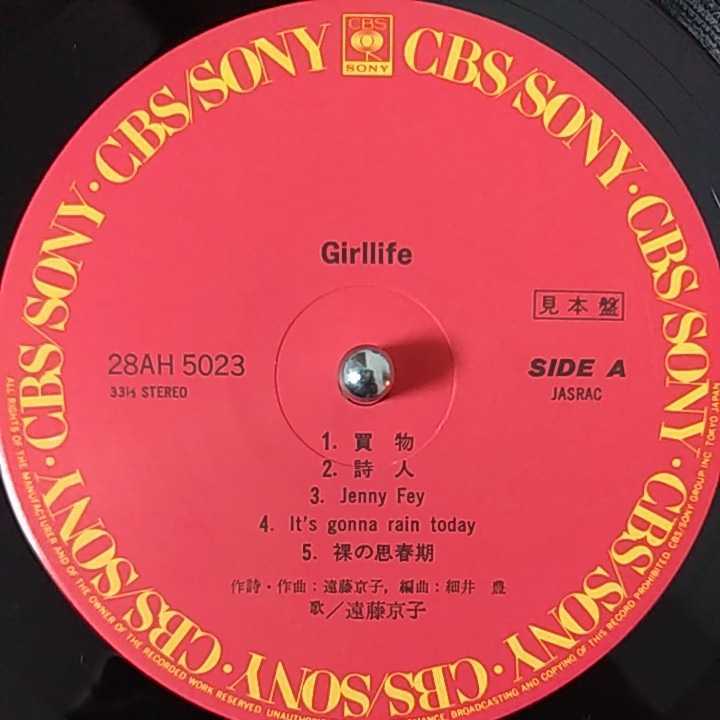 CBS/SONY · CBS/SONY · CBS/SONY · CBS/SONY · CBS/SONY · CBS/SONY · CBS/SONY · CBS/SONY
CBS
SONY
Girllife
見本盤
28AH 5023
33⅓ STEREO
SIDE A
JASRAC
1. 買物
2. 詩人
3. Jenny Fey
4. It's gonna rain today
5. 裸の思春期
作詩・作曲：遠藤京子, 編曲：細井 豊
歌／遠藤京子
ALL RIGHTS OF THE MANUFACTURER AND OF THE OWNER OF THE RECORDED WORK RESERVED. BROADCASTING AND COPYING OF THIS RECORD PROHIBITED. CBS/SONY GROUP INC. TOKYO JAPAN